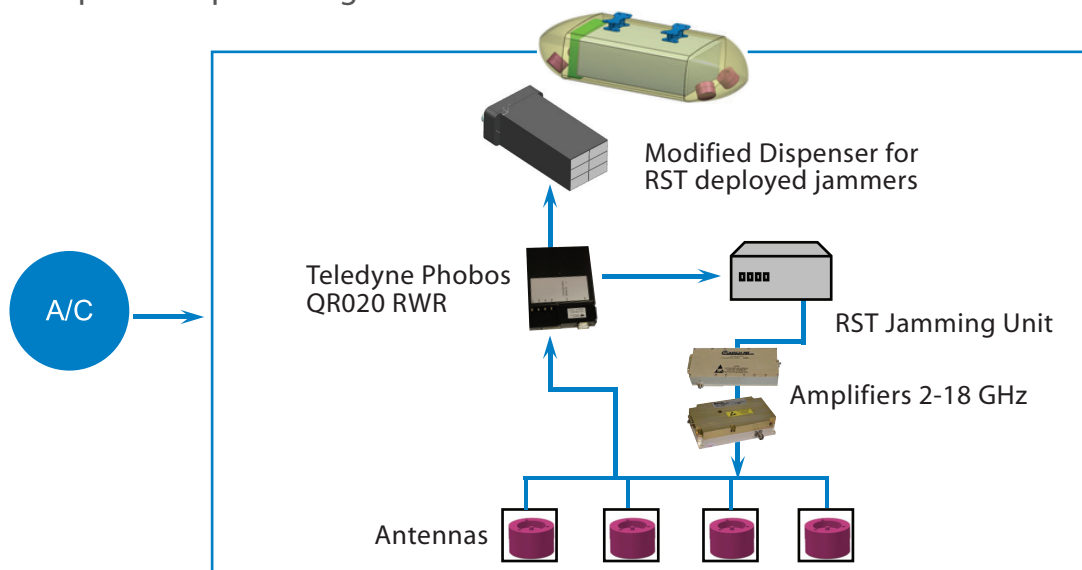 Modified Dispenser for
RST deployed jammers
Teledyne Phobos
QR020 RWR
A/C
RST Jamming Unit
Amplifiers 2-18 GHz
Antennas